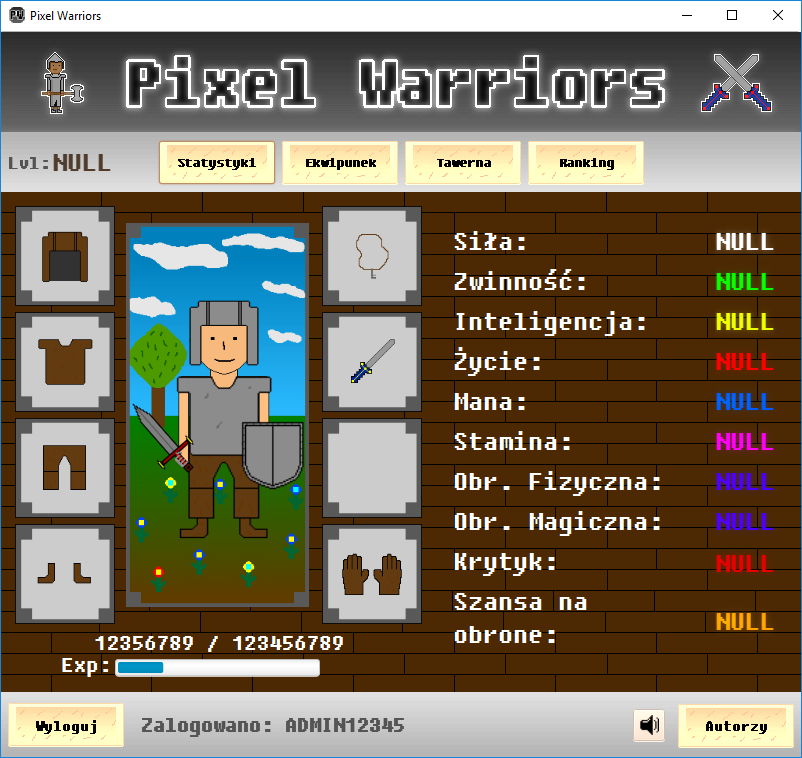 Pixel Warriors
Pixel Warriors
Lvl: NULL
Statystyki
Ekwipunek
Tawerna
Ranking
Siła: NULL
Zwinność: NULL
Inteligencja: NULL
Życie: NULL
Mana: NULL
Stamina: NULL
Obr. Fizyczna: NULL
Obr. Magiczna: NULL
Krytyk: NULL
Szansa na
obrone: NULL
12356789 / 123456789
Exp:
Wyloguj
Zalogowano: ADMIN12345
Autorzy